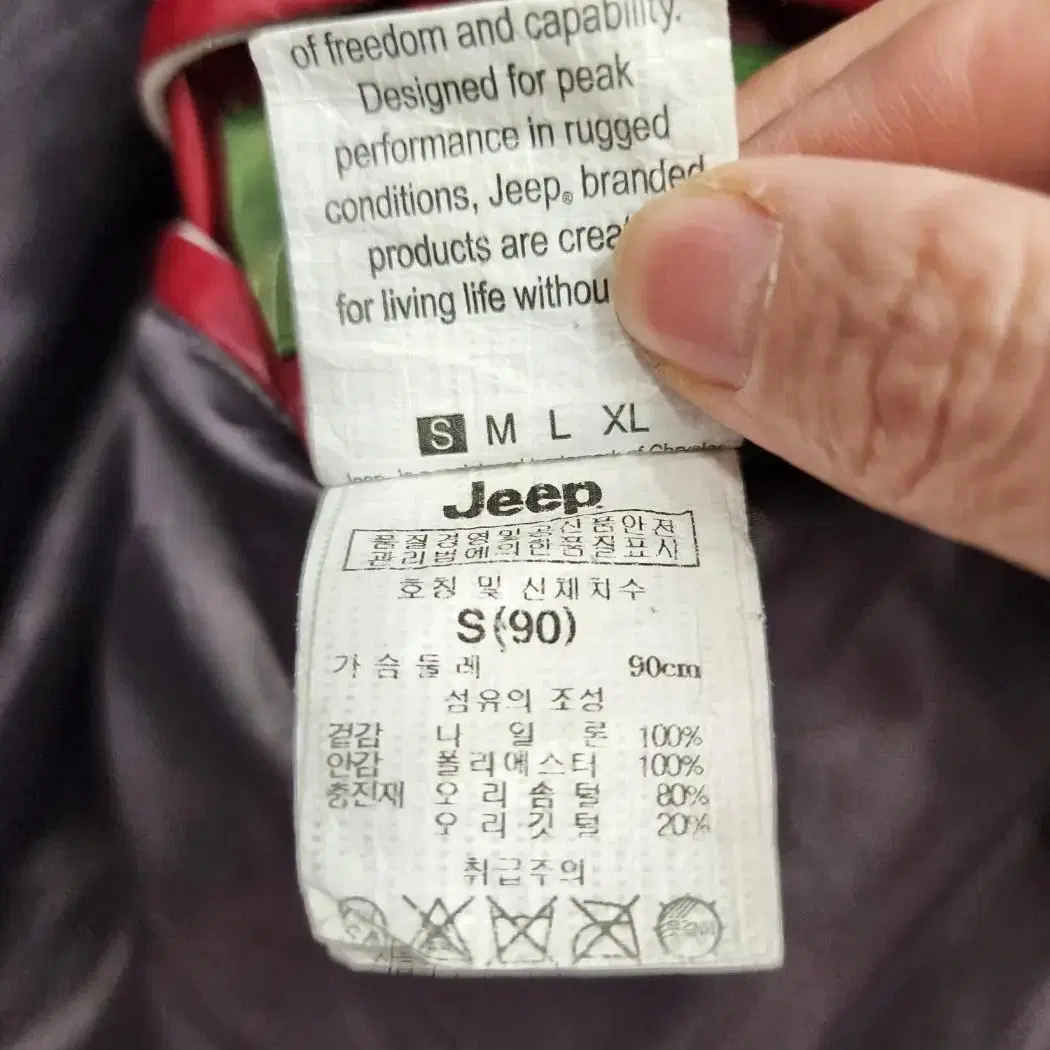 of freedom and capability.
Designed for peak
performance in rugged
conditions, Jeep® branded
products are crea
for living life withou
S M L XL
of Chrysler
Jeep
품질경영및공산품안전
관리법에의한품질표시
호칭 및 신체치수
S(90)
가슴둘레 90cm
섬유의 조성
겉감 나일론 100%
안감 폴리에스터 100%
충전재 오리솜털 80%
오리깃털 20%
취급주의